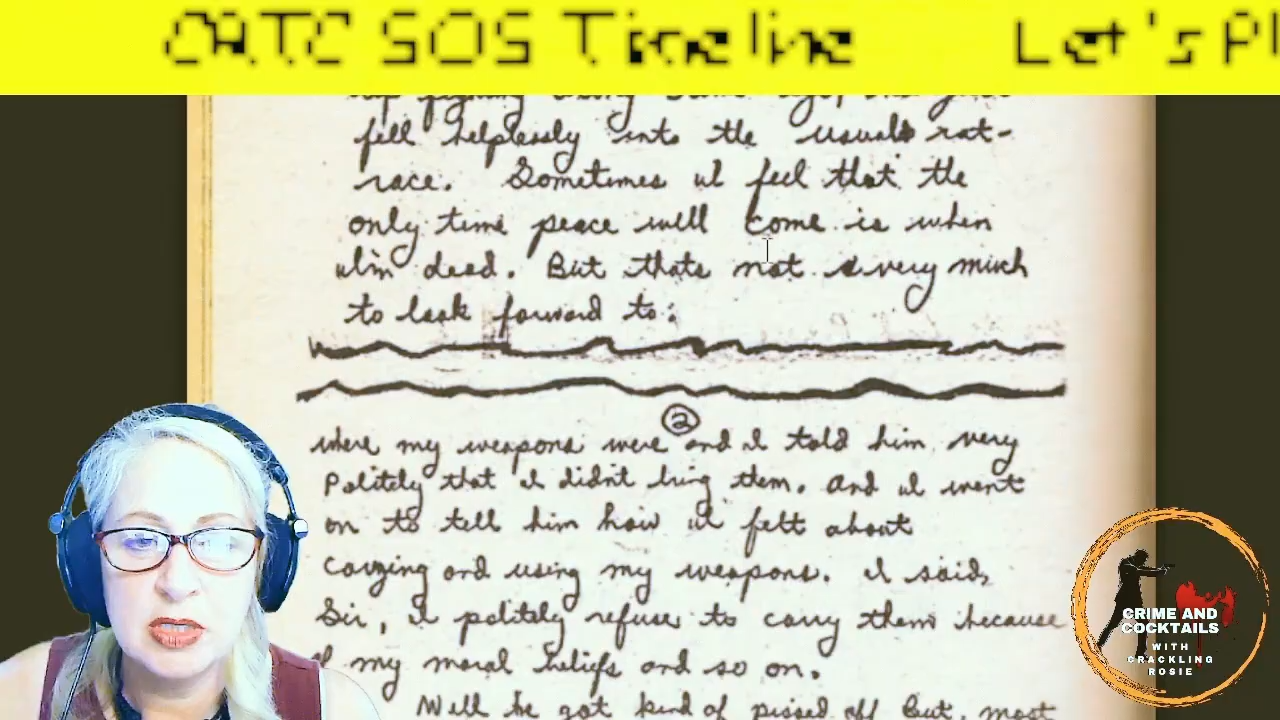 CATC SOS Timeline Let's Pl
fell helplessly into the usual rat-
race. Sometimes I feel that the
only time peace will come is when
I'm dead. But thats not a very much
to look forward to.
2
where my weapons were and I told him very
Politely that I didn't bring them. And I went
on to tell him how I felt about
carging and using my weapons. I said,
Sir, I politely refuse to carry them because
of my moral beliefs and so on.
Well he got kind of pissed off But, most
CRIME AND
COCKTAILS
WITH
CRACKLING
ROSIE